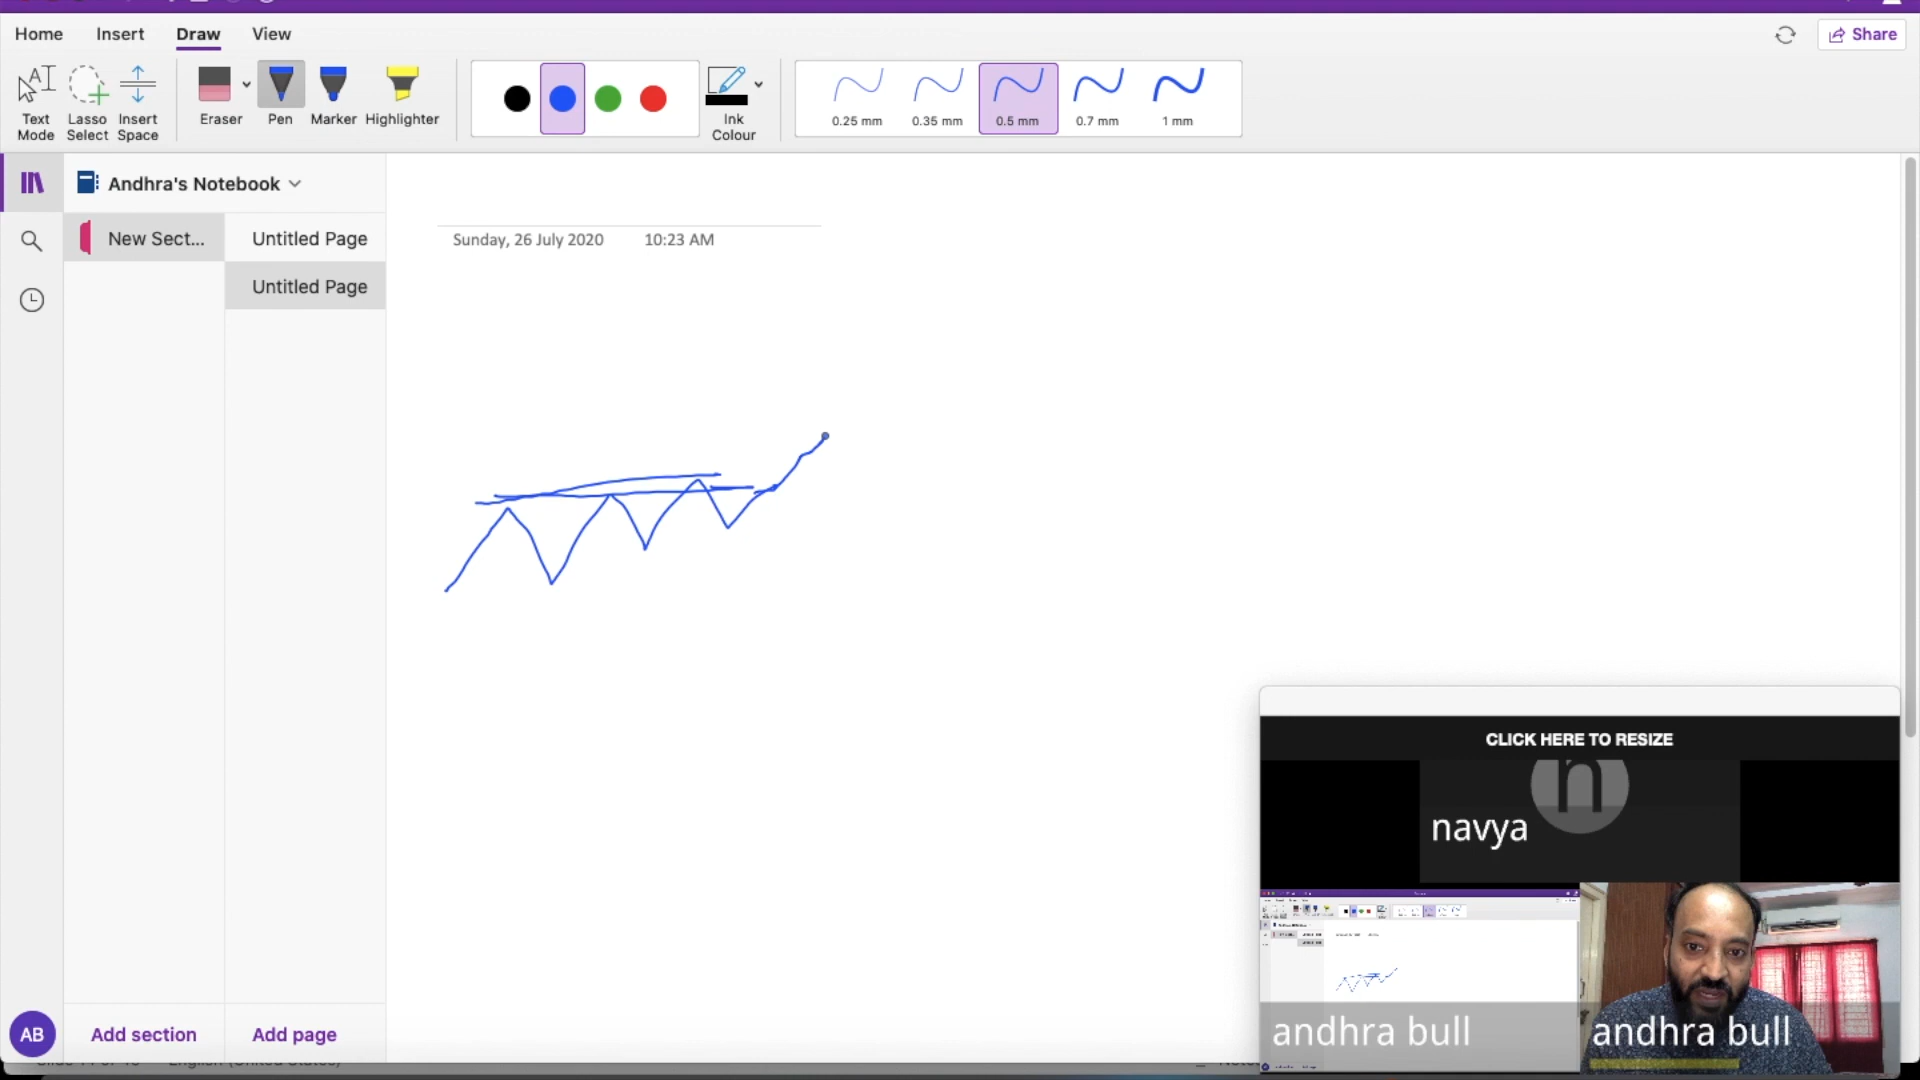 Home Insert Draw View
Share
Text Mode
Lasso Select
Insert Space
Eraser
Pen
Marker
Highlighter
Ink Colour
0.25 mm
0.35 mm
0.5 mm
0.7 mm
1 mm
Andhra's Notebook
New Sect...
Untitled Page
Untitled Page
Sunday, 26 July 2020 10:23 AM
CLICK HERE TO RESIZE
n
navya
andhra bull
andhra bull
AB
Add section
Add page
English (United States)